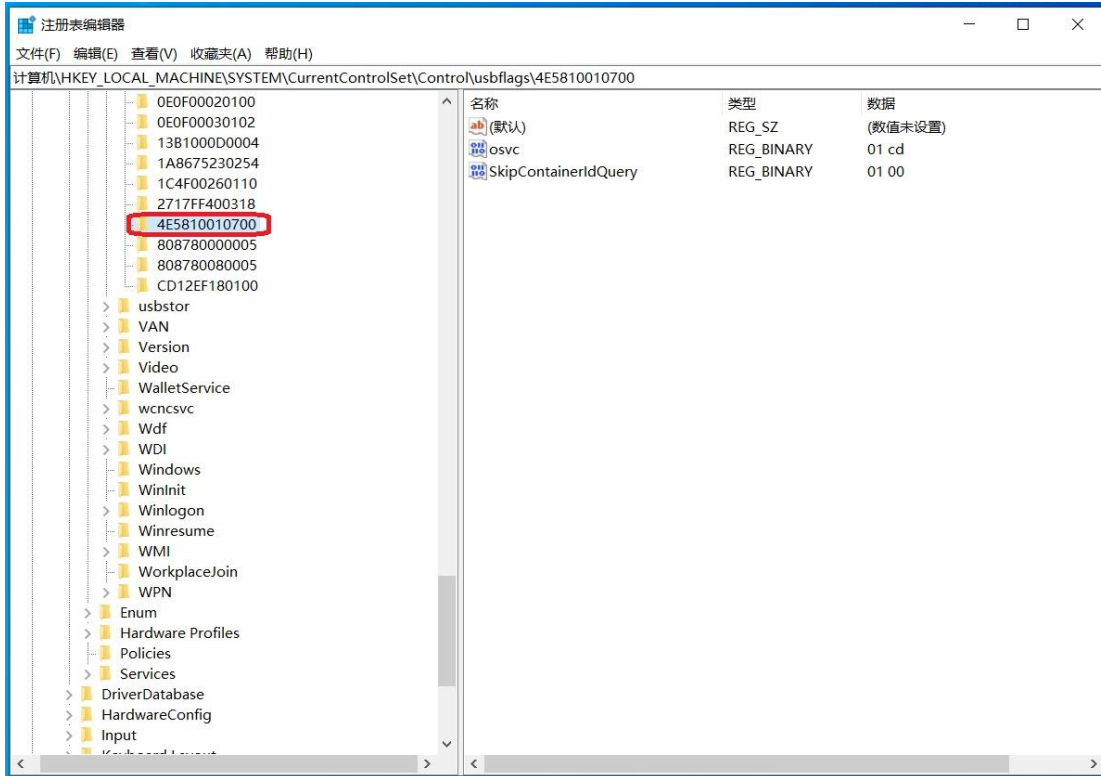 注册表编辑器
文件(F) 编辑(E) 查看(V) 收藏夹(A) 帮助(H)
计算机\HKEY_LOCAL_MACHINE\SYSTEM\CurrentControlSet\Control\usbflags\4E5810010700
0E0F00020100
0E0F00030102
13B1000D0004
1A8675230254
1C4F00260110
2717FF400318
4E5810010700
808780000005
808780080005
CD12EF180100
usbstor
VAN
Version
Video
WalletService
wcncsvc
Wdf
WDI
Windows
WinInit
Winlogon
Winresume
WMI
WorkplaceJoin
WPN
Enum
Hardware Profiles
Policies
Services
DriverDatabase
HardwareConfig
Input
名称 类型 数据
(默认) REG_SZ (数值未设置)
osvc REG_BINARY 01 cd
SkipContainerIdQuery REG_BINARY 01 00